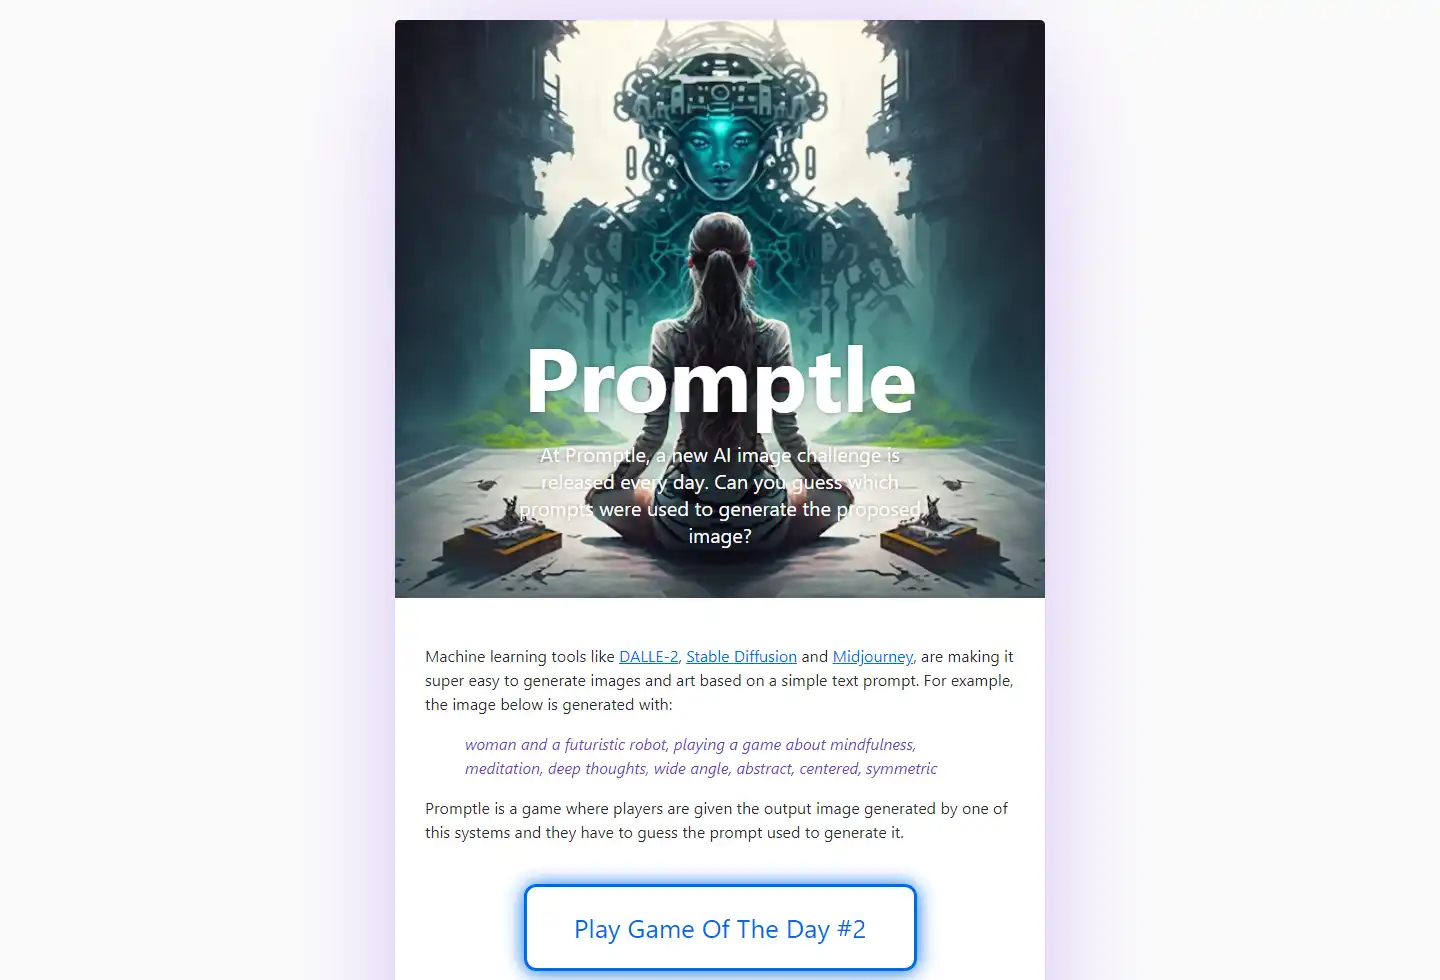 Promptle
At Promptle, a new AI image challenge is
released every day. Can you guess which
prompts were used to generate the proposed
image?
Machine learning tools like DALLE-2, Stable Diffusion and Midjourney, are making it
super easy to generate images and art based on a simple text prompt. For example,
the image below is generated with:
woman and a futuristic robot, playing a game about mindfulness,
meditation, deep thoughts, wide angle, abstract, centered, symmetric
Promptle is a game where players are given the output image generated by one of
this systems and they have to guess the prompt used to generate it.
Play Game Of The Day #2